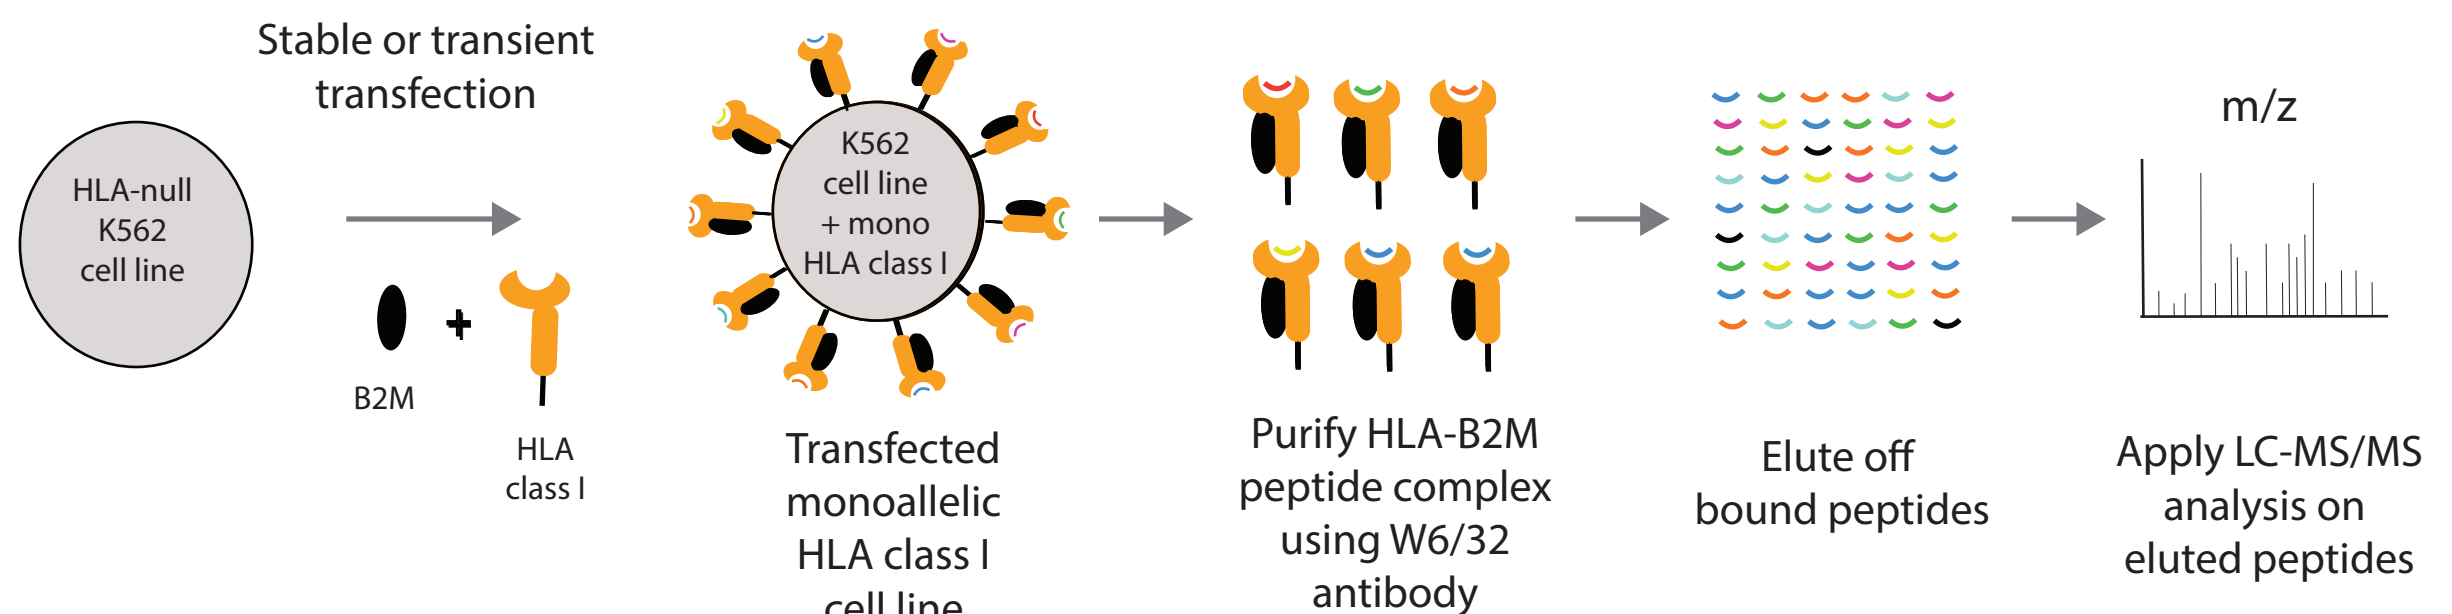 Stable or transient
transfection
HLA-null
K562
cell line
B2M
+
HLA
class I
K562
cell line
+ mono
HLA class I
Transfected
monoallelic
HLA class I
cell line
Purify HLA-B2M
peptide complex
using W6/32
antibody
Elute off
bound peptides
m/z
Apply LC-MS/MS
analysis on
eluted peptides